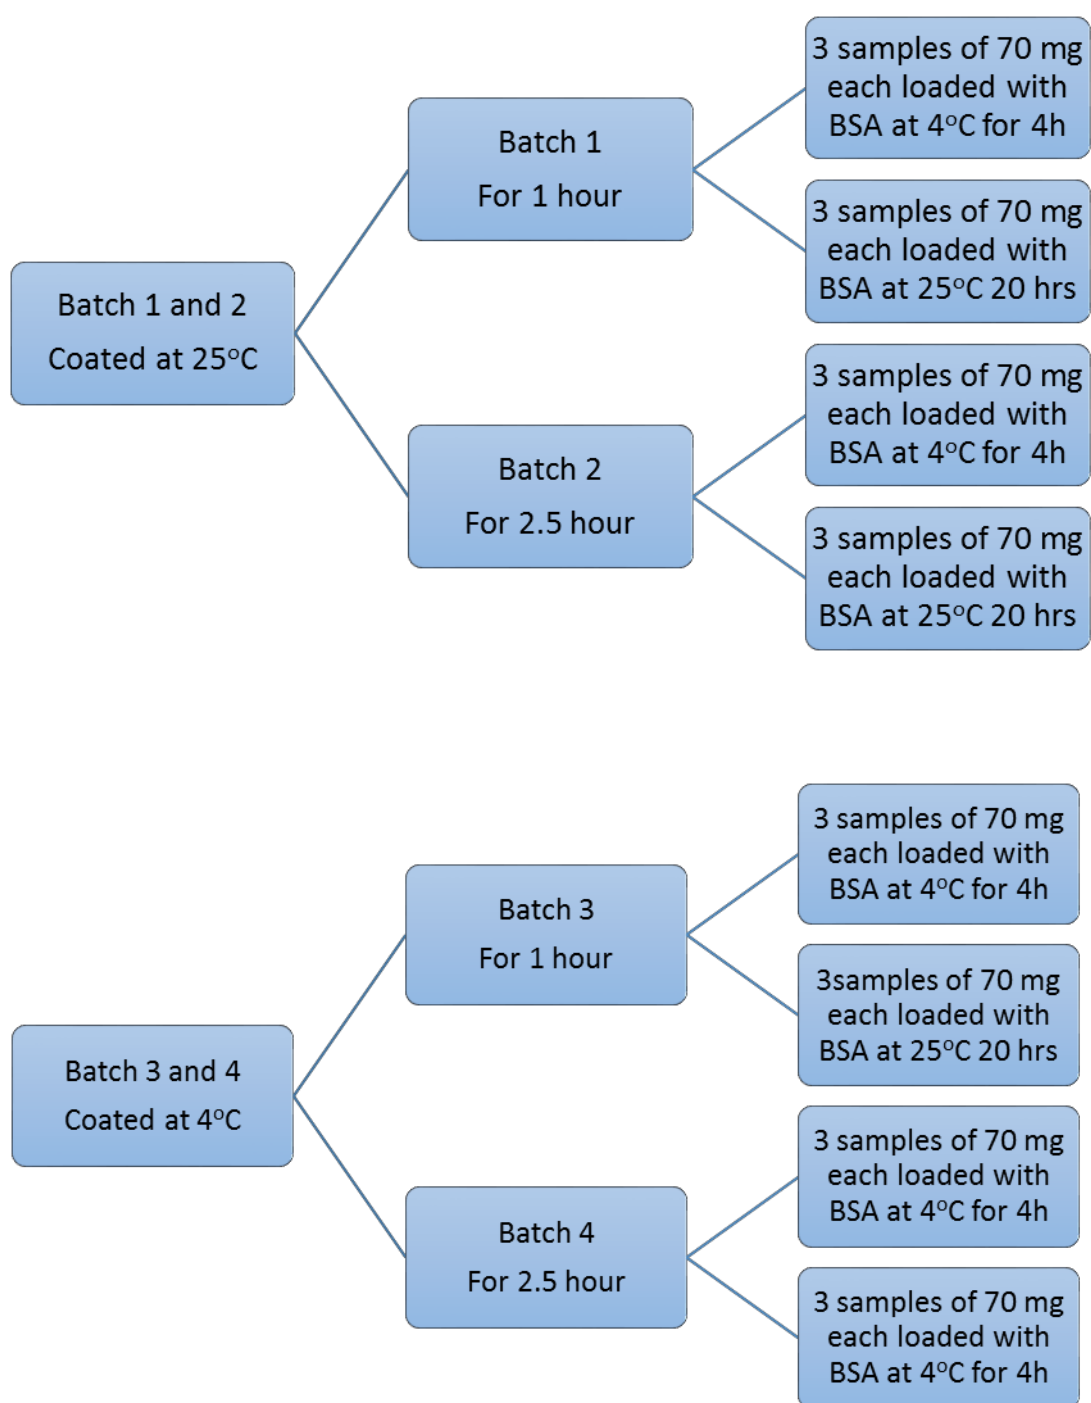 Batch 1 and 2
Coated at 25°C
Batch 1
For 1 hour
3 samples of 70 mg
each loaded with
BSA at 4°C for 4h
3 samples of 70 mg
each loaded with
BSA at 25°C 20 hrs
Batch 2
For 2.5 hour
3 samples of 70 mg
each loaded with
BSA at 4°C for 4h
3 samples of 70 mg
each loaded with
BSA at 25°C 20 hrs
Batch 3 and 4
Coated at 4°C
Batch 3
For 1 hour
3 samples of 70 mg
each loaded with
BSA at 4°C for 4h
3samples of 70 mg
each loaded with
BSA at 25°C 20 hrs
Batch 4
For 2.5 hour
3 samples of 70 mg
each loaded with
BSA at 4°C for 4h
3 samples of 70 mg
each loaded with
BSA at 4°C for 4h